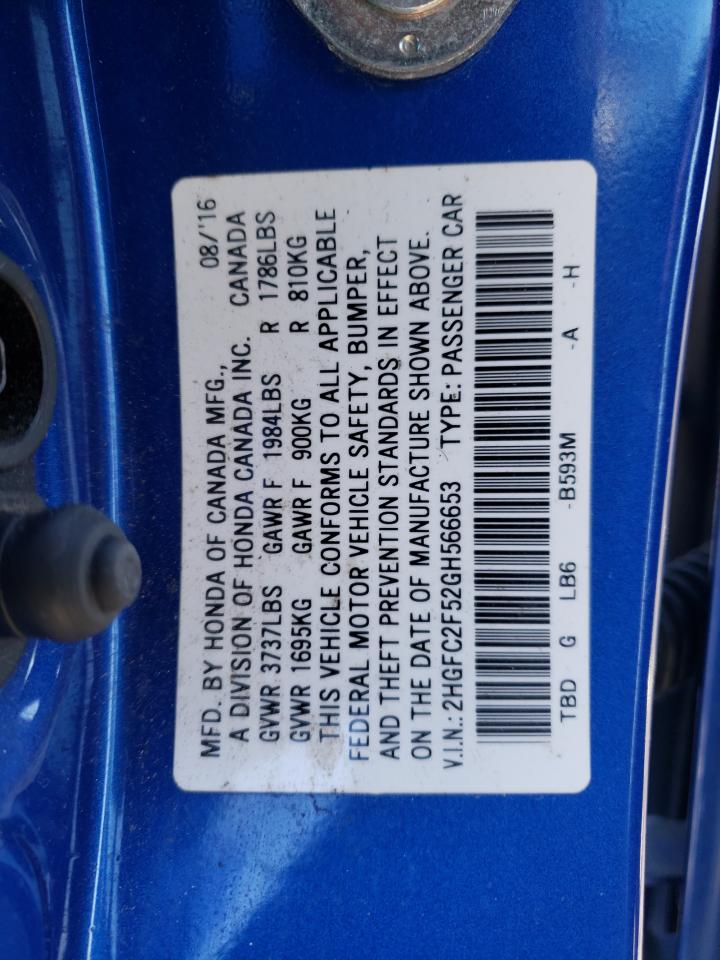 MFD. BY HONDA OF CANADA MFG., 08/'16
A DIVISION OF HONDA CANADA INC. CANADA
GVWR 3737LBS GAWR F 1984LBS R 1786LBS
GVWR 1695KG GAWR F 900KG R 810KG
THIS VEHICLE CONFORMS TO ALL APPLICABLE
FEDERAL MOTOR VEHICLE SAFETY, BUMPER,
AND THEFT PREVENTION STANDARDS IN EFFECT
ON THE DATE OF MANUFACTURE SHOWN ABOVE.
V.I.N.: 2HGFC2F52GH566653 TYPE: PASSENGER CAR
TBD G LB6 -B593M -A -H